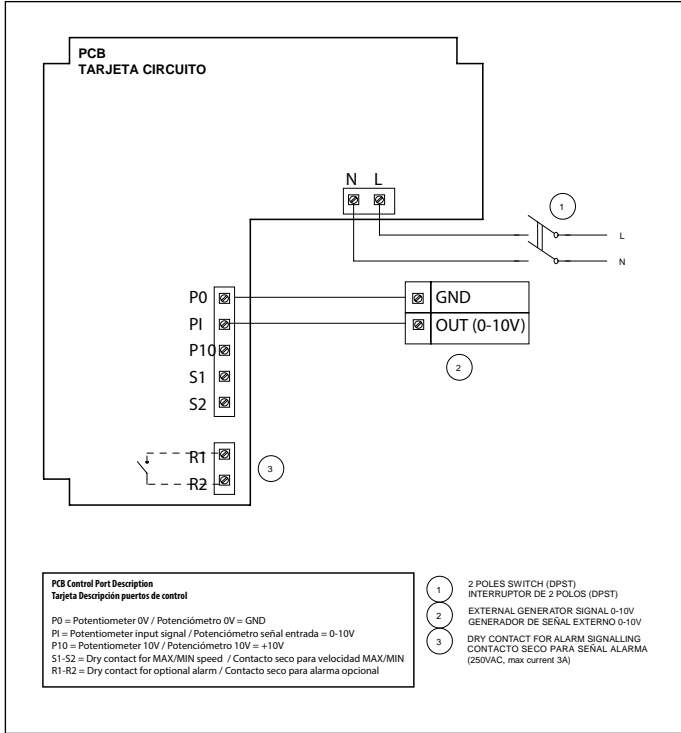 PCB
TARJETA CIRCUITO
N L
1
L
N
P0
GND
PI
OUT (0-10V)
P10
S1
2
S2
R1
3
R2
PCB Control Port Description
Tarjeta Descripción puertos de control
P0 = Potentiometer 0V / Potenciómetro 0V = GND
PI = Potentiometer input signal / Potenciómetro señal entrada = 0-10V
P10 = Potentiometer 10V / Potenciómetro 10V = +10V
S1-S2 = Dry contact for MAX/MIN speed / Contacto seco para velocidad MAX/MIN
R1-R2 = Dry contact for optional alarm / Contacto seco para alarma opcional
1
2 POLES SWITCH (DPST)
INTERRUPTOR DE 2 POLOS (DPST)
2
EXTERNAL GENERATOR SIGNAL 0-10V
GENERADOR DE SEÑAL EXTERNO 0-10V
3
DRY CONTACT FOR ALARM SIGNALLING
CONTACTO SECO PARA SEÑAL ALARMA
(250VAC, max current 3A)